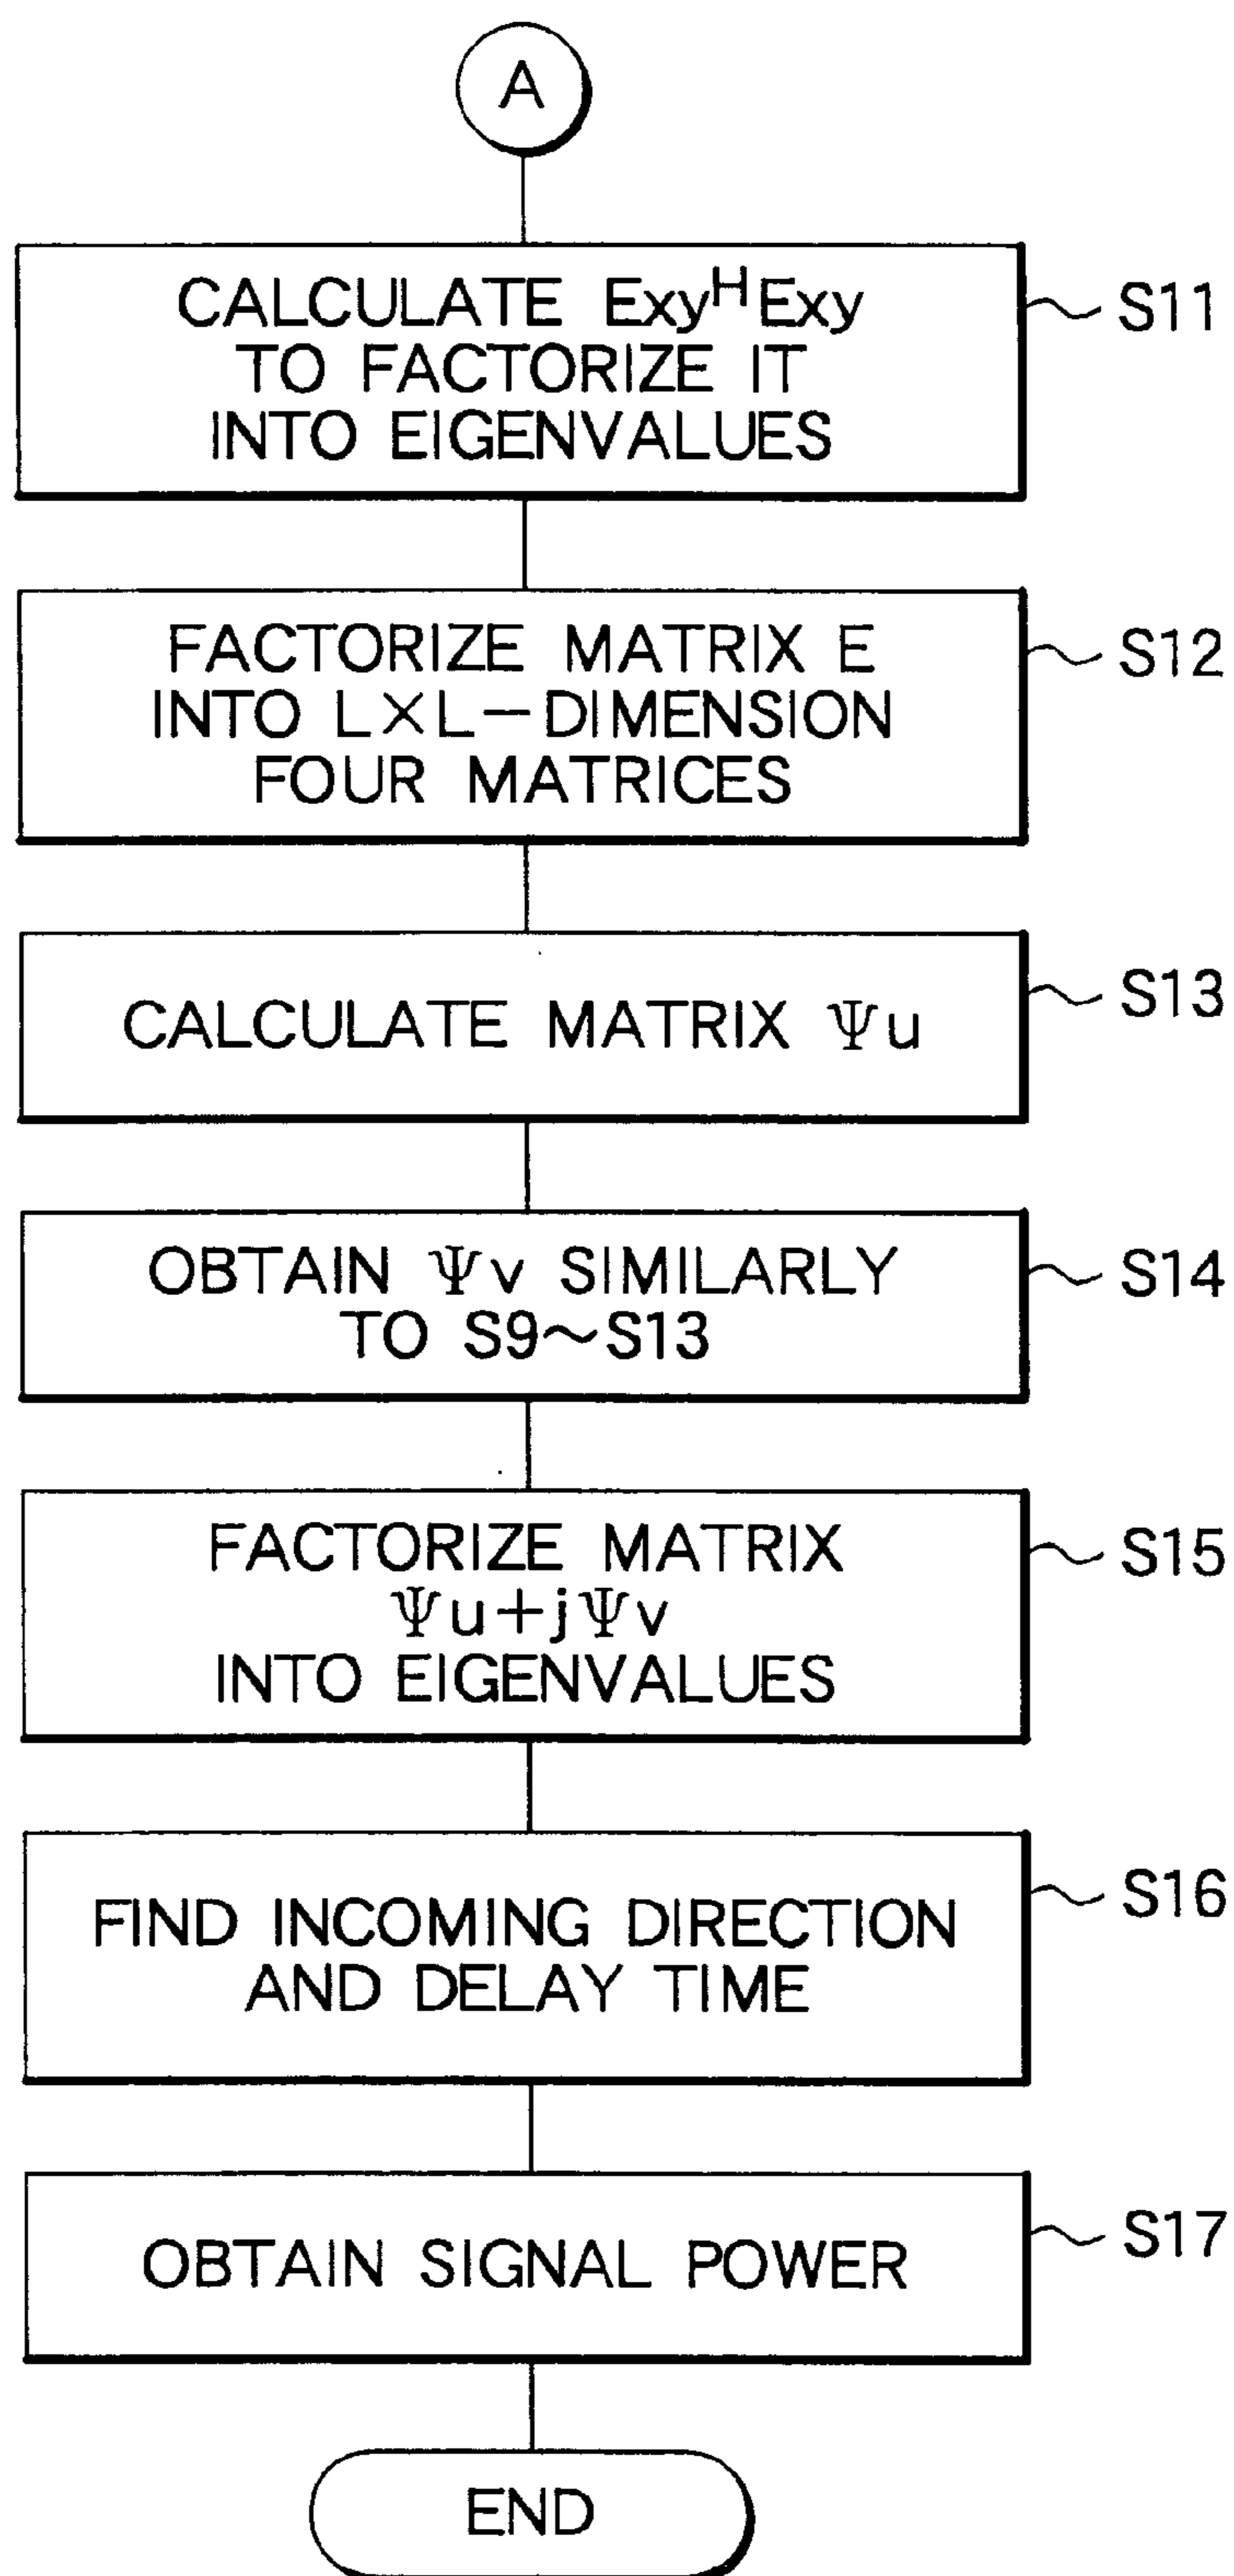 A
CALCULATE Exy^H Exy
TO FACTORIZE IT
INTO EIGENVALUES
S11
FACTORIZE MATRIX E
INTO L×L-DIMENSION
FOUR MATRICES
S12
CALCULATE MATRIX Ψu
S13
OBTAIN Ψv SIMILARLY
TO S9~S13
S14
FACTORIZE MATRIX
Ψu+jΨv
INTO EIGENVALUES
S15
FIND INCOMING DIRECTION
AND DELAY TIME
S16
OBTAIN SIGNAL POWER
S17
END